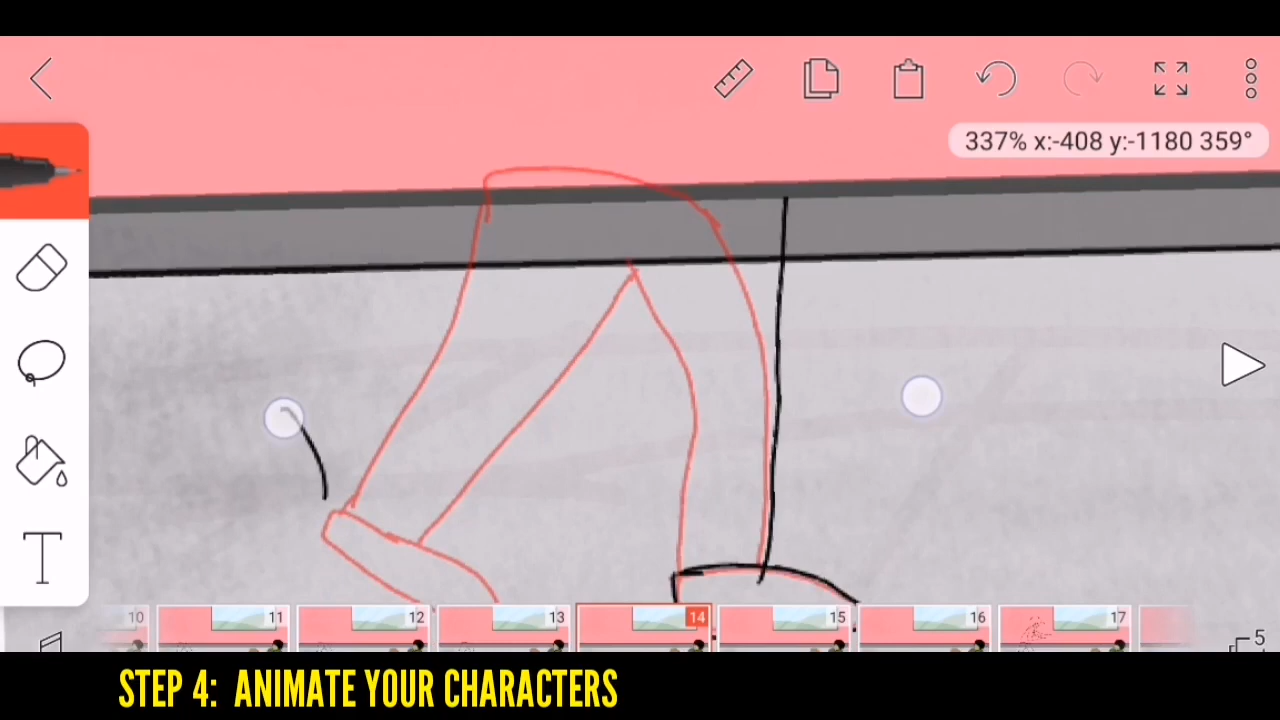 337% x:-408 y:-1180 359°
T
10 11 12 13 14 15 16 17
5
STEP 4: ANIMATE YOUR CHARACTERS